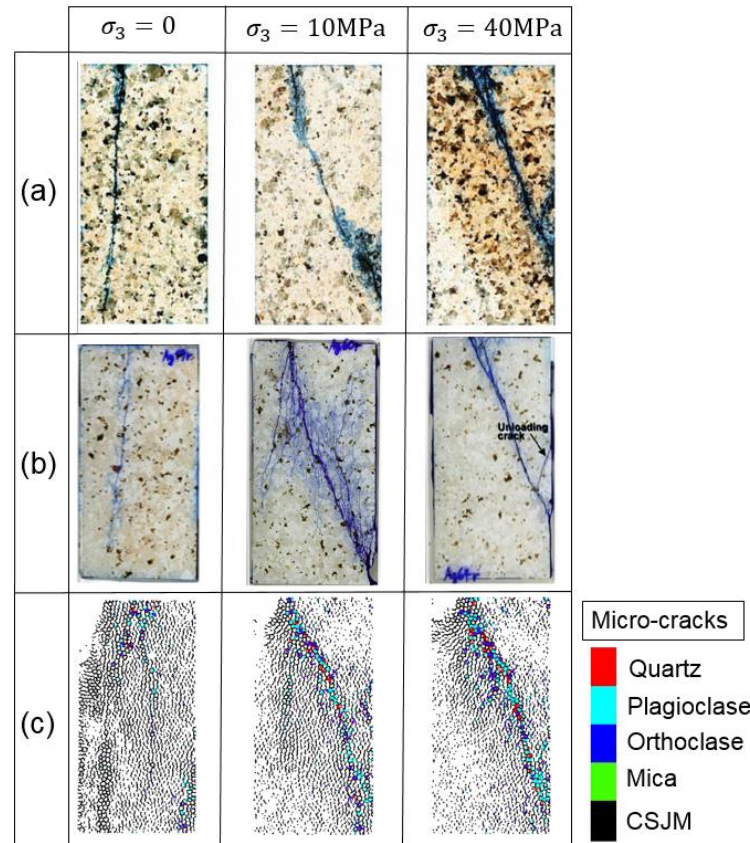 σ₃ = 0
σ₃ = 10MPa
σ₃ = 40MPa
(a)
(b)
Unloading
crack
(c)
Micro-cracks
Quartz
Plagioclase
Orthoclase
Mica
CSJM